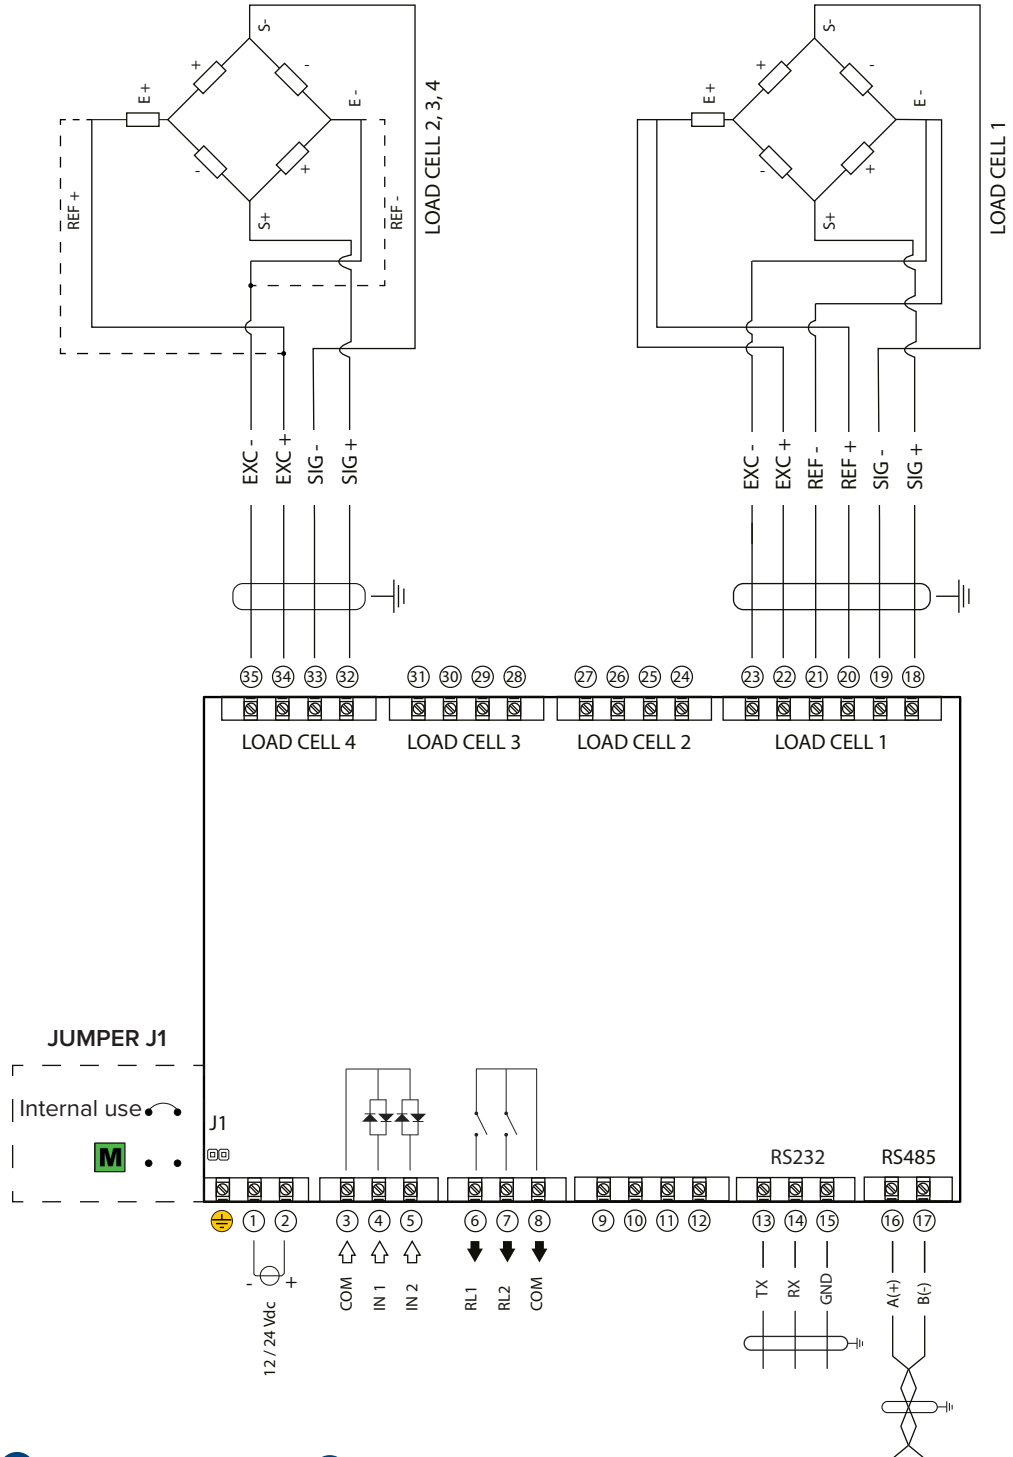 S-
+
-
E+
E -
-
+
S+
REF +
REF -
LOAD CELL 2, 3, 4
S-
+
-
E+
E -
-
+
S+
LOAD CELL 1
EXC -
EXC +
SIG -
SIG +
EXC -
EXC +
REF -
REF +
SIG -
SIG +
35 34 33 32 31 30 29 28 27 26 25 24 23 22 21 20 19 18
LOAD CELL 4 LOAD CELL 3 LOAD CELL 2 LOAD CELL 1
JUMPER J1
Internal use
J1
M
RS232 RS485
1 2 3 4 5 6 7 8 9 10 11 12 13 14 15 16 17
- +
12 / 24 Vdc
COM
IN 1
IN 2
RL1
RL2
COM
TX
RX
GND
A(+)
B(-)